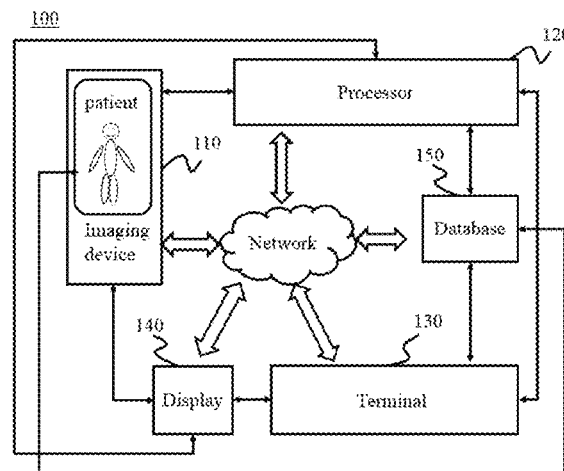 100
120
patient
Processor
110
150
Imaging
device
Network
Database
140
130
Display
Terminal